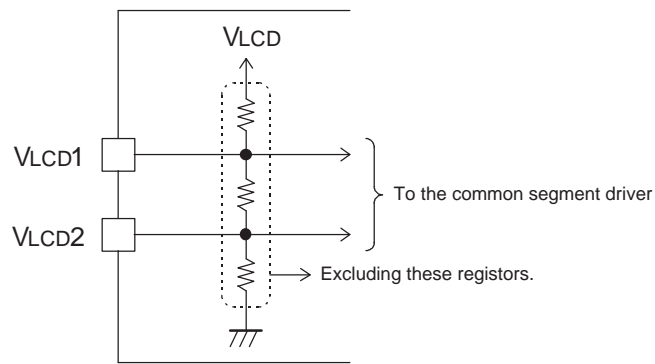 VLCD
VLCD1
To the common segment driver
VLCD2
Excluding these registors.